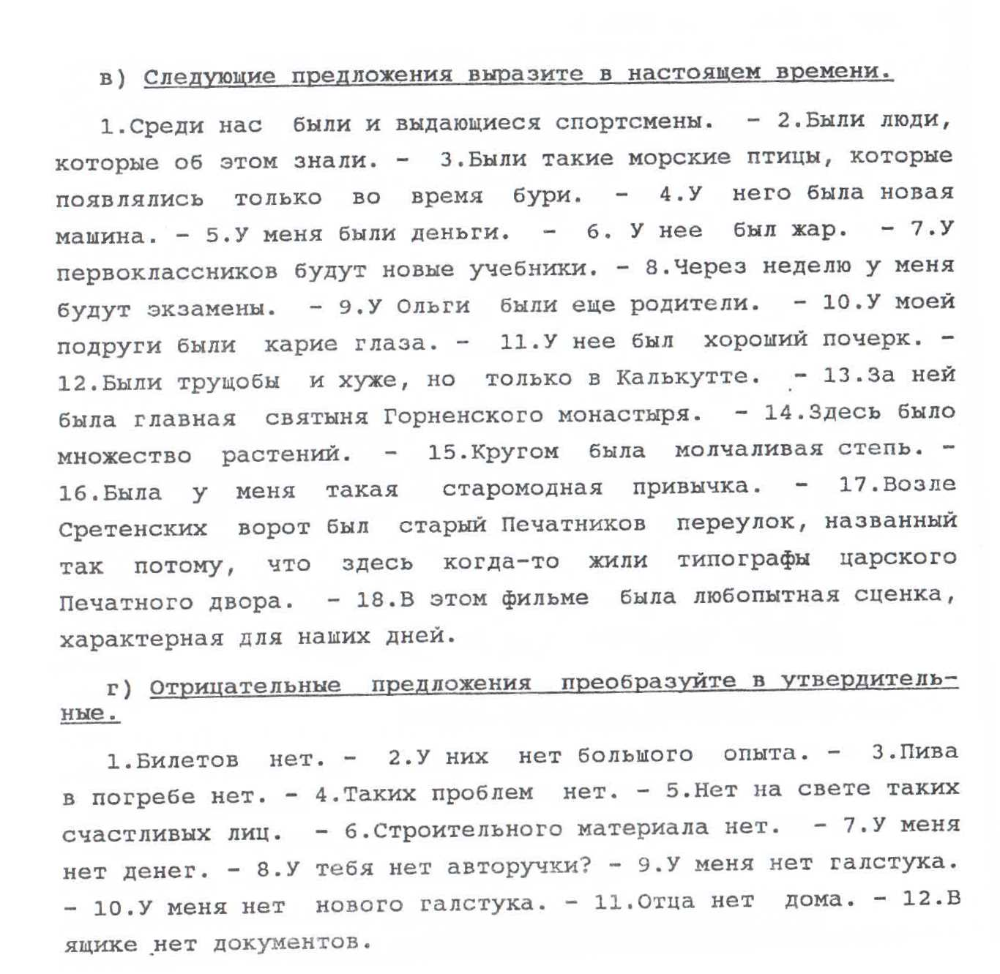 в) Следующие предложения выразите в настоящем времени.
1.Среди нас были и выдающиеся спортсмены. - 2.Были люди,
которые об этом знали. - 3.Были такие морские птицы, которые
появлялись только во время бури. - 4.У него была новая
машина. - 5.У меня были деньги. - 6. У нее был жар. - 7.У
первоклассников будут новые учебники. - 8.Через неделю у меня
будут экзамены. - 9.У Ольги были еще родители. - 10.У моей
подруги были карие глаза. - 11.У нее был хороший почерк. -
12.Были трущобы и хуже, но только в Калькутте. - 13.За ней
была главная святыня Горненского монастыря. - 14.Здесь было
множество растений. - 15.Кругом была молчаливая степь. -
16.Была у меня такая старомодная привычка. - 17.Возле
Сретенских ворот был старый Печатников переулок, названный
так потому, что здесь когда-то жили типографы царского
Печатного двора. - 18.В этом фильме была любопытная сценка,
характерная для наших дней.
г) Отрицательные предложения преобразуйте в утвердитель-
ные.
1.Билетов нет. - 2.У них нет большого опыта. - 3.Пива
в погребе нет. - 4.Таких проблем нет. - 5.Нет на свете таких
счастливых лиц. - 6.Строительного материала нет. - 7.У меня
нет денег. - 8.У тебя нет авторучки? - 9.У меня нет галстука.
- 10.У меня нет нового галстука. - 11.Отца нет дома. - 12.В
ящике нет документов.